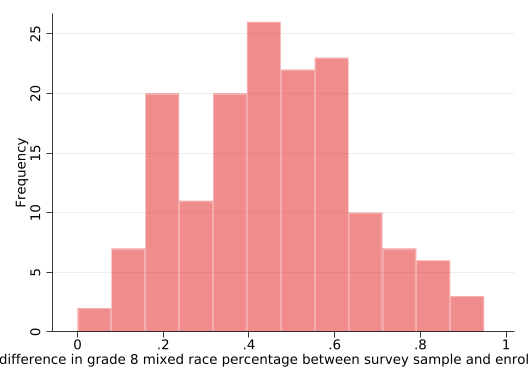 25
20
15
10
5
0
Frequency
0 .2 .4 .6 .8 1
difference in grade 8 mixed race percentage between survey sample and enrol